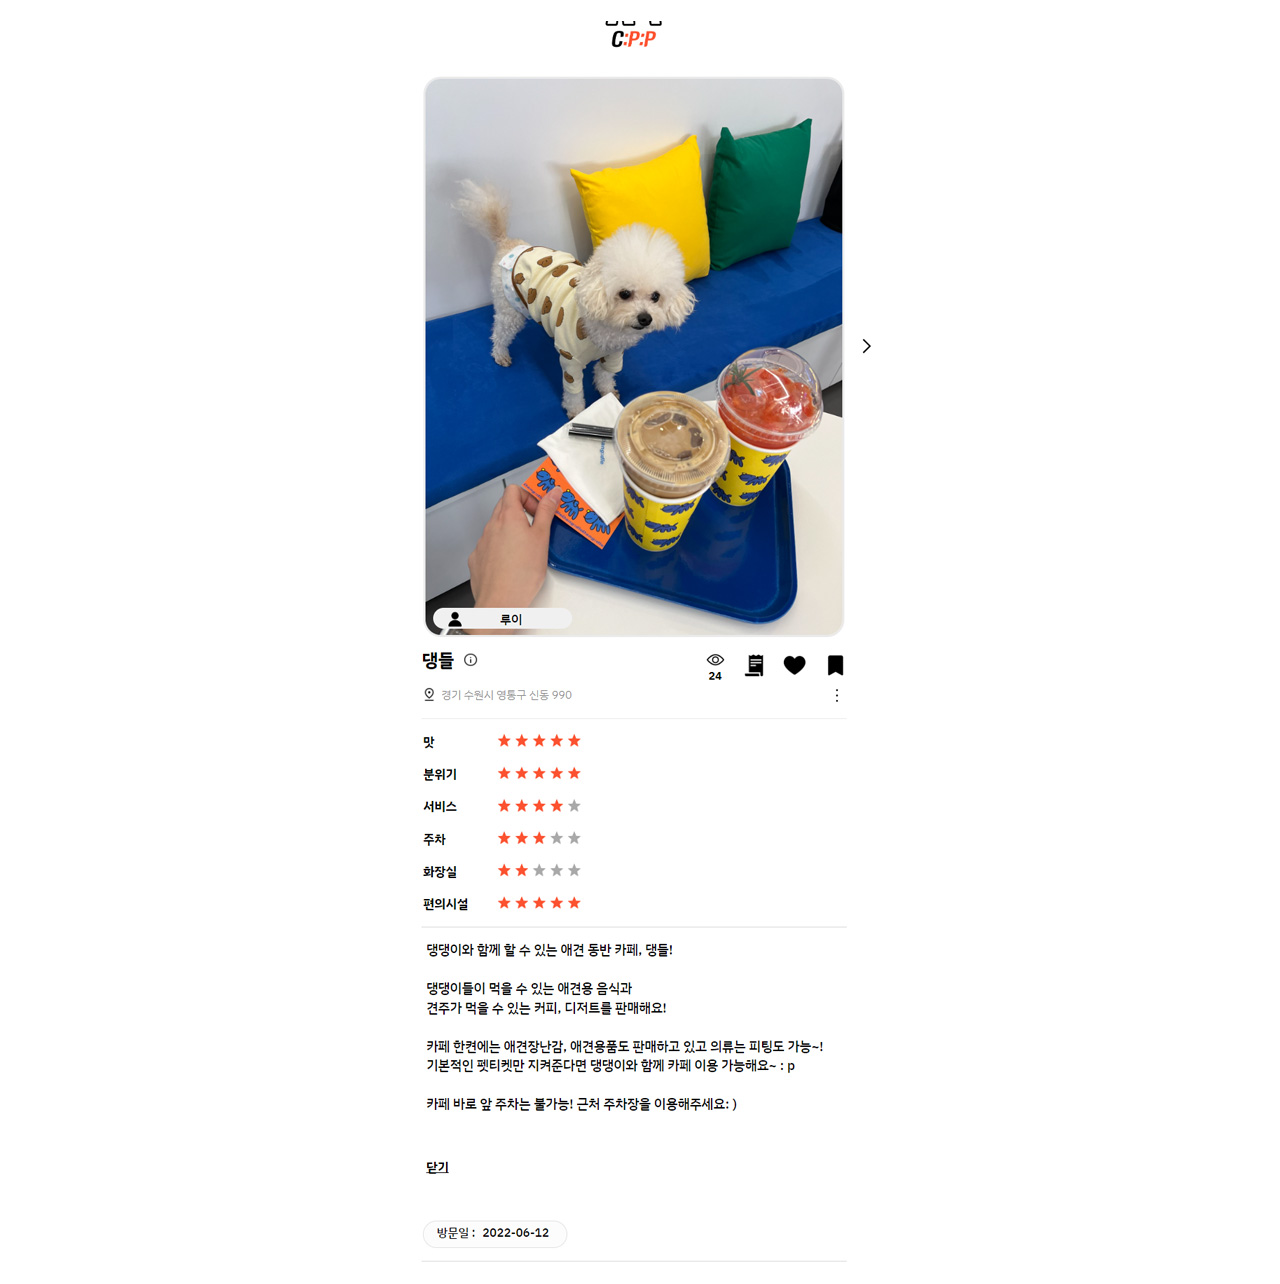 C:P:P
루이
댕들
24
경기 수원시 영통구 신동 990
맛
분위기
서비스
주차
화장실
편의시설
댕댕이와 함께 할 수 있는 애견 동반 카페, 댕들!
댕댕이들이 먹을 수 있는 애견용 음식과
견주가 먹을 수 있는 커피, 디저트를 판매해요!
카페 한켠에는 애견장난감, 애견용품도 판매하고 있고 의류는 피팅도 가능~!
기본적인 펫티켓만 지켜준다면 댕댕이와 함께 카페 이용 가능해요~ : p
카페 바로 앞 주차는 불가능! 근처 주차장을 이용해주세요: )
닫기
방문일 : 2022-06-12